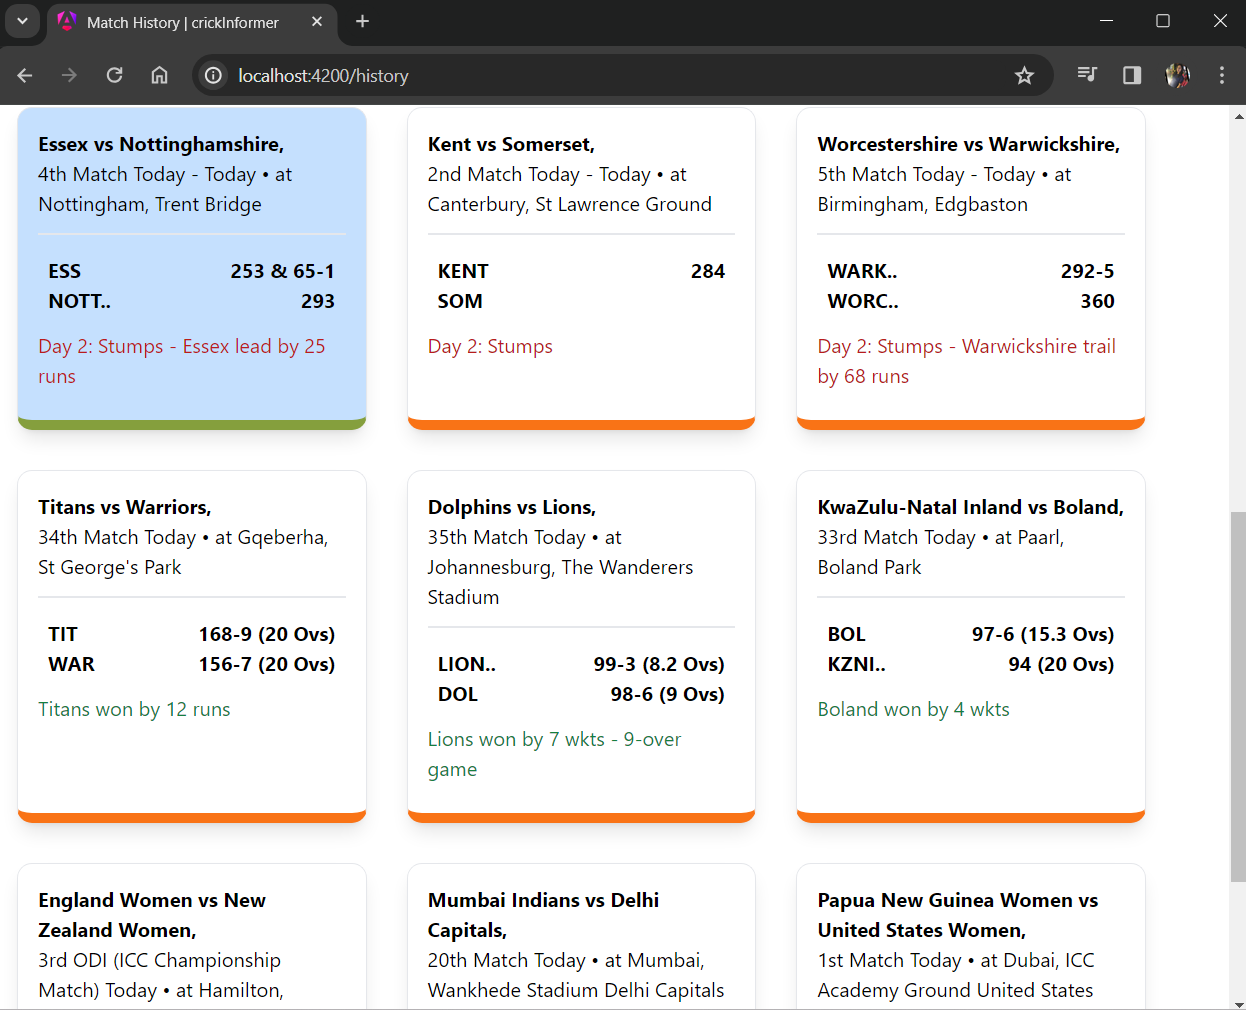 Match History | crickInformer
localhost:4200/history
Essex vs Nottinghamshire,
4th Match Today - Today • at
Nottingham, Trent Bridge
ESS 253 & 65-1
NOTT.. 293
Day 2: Stumps - Essex lead by 25
runs
Kent vs Somerset,
2nd Match Today - Today • at
Canterbury, St Lawrence Ground
KENT 284
SOM
Day 2: Stumps
Worcestershire vs Warwickshire,
5th Match Today - Today • at
Birmingham, Edgbaston
WARK.. 292-5
WORC.. 360
Day 2: Stumps - Warwickshire trail
by 68 runs
Titans vs Warriors,
34th Match Today • at Gqeberha,
St George's Park
TIT 168-9 (20 Ovs)
WAR 156-7 (20 Ovs)
Titans won by 12 runs
Dolphins vs Lions,
35th Match Today • at
Johannesburg, The Wanderers
Stadium
LION.. 99-3 (8.2 Ovs)
DOL 98-6 (9 Ovs)
Lions won by 7 wkts - 9-over
game
KwaZulu-Natal Inland vs Boland,
33rd Match Today • at Paarl,
Boland Park
BOL 97-6 (15.3 Ovs)
KZNI.. 94 (20 Ovs)
Boland won by 4 wkts
England Women vs New
Zealand Women,
3rd ODI (ICC Championship
Match) Today • at Hamilton,
Mumbai Indians vs Delhi
Capitals,
20th Match Today • at Mumbai,
Wankhede Stadium Delhi Capitals
Papua New Guinea Women vs
United States Women,
1st Match Today • at Dubai, ICC
Academy Ground United States